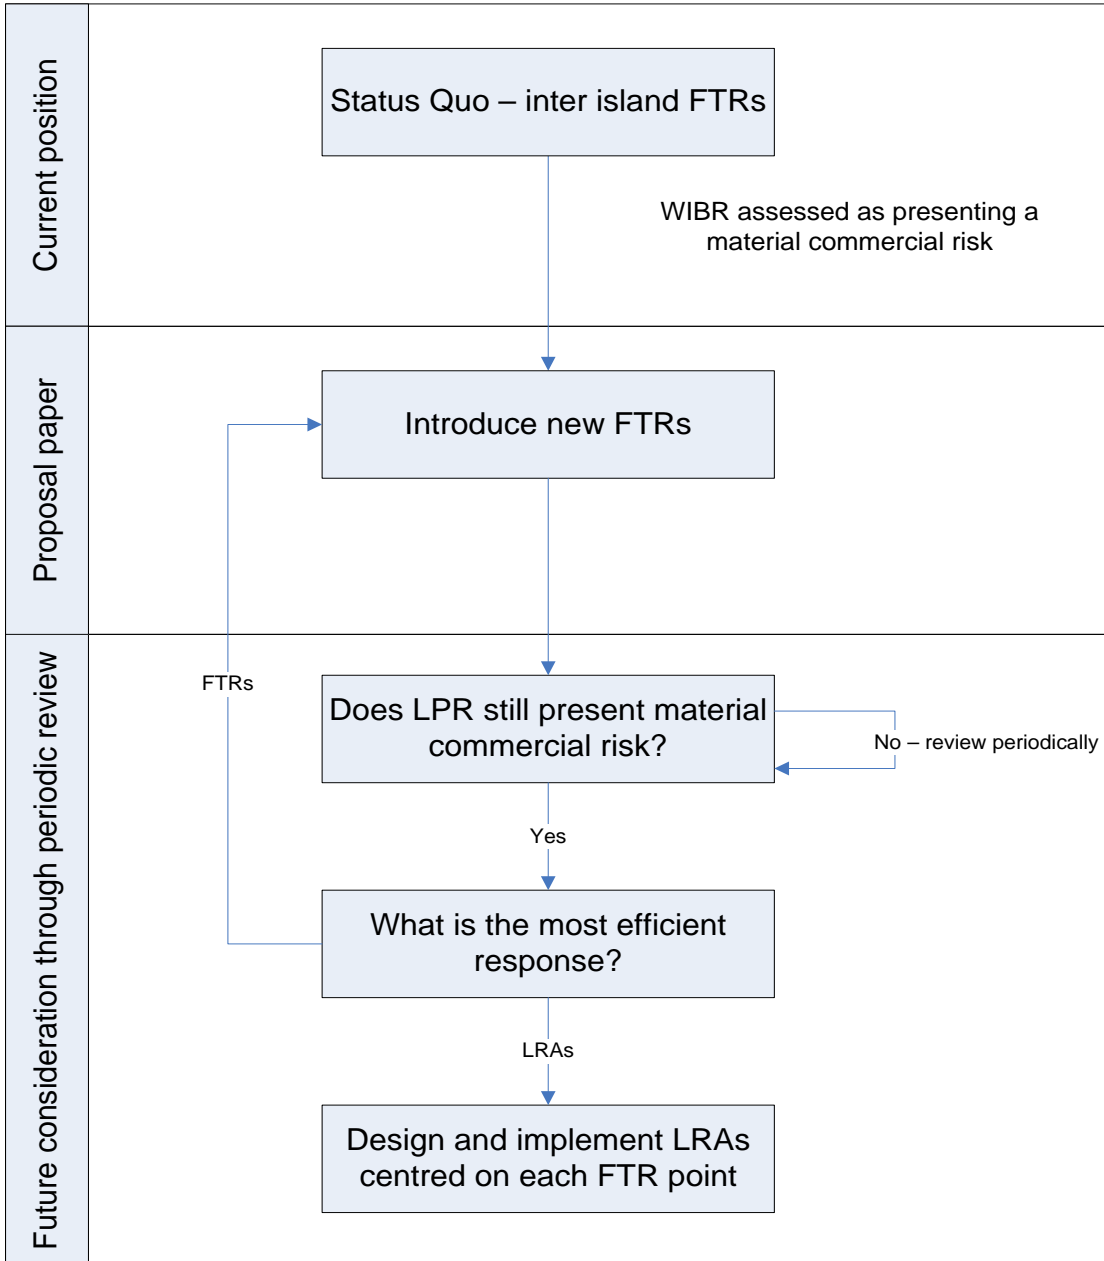 Current position
Status Quo – inter island FTRs
WIBR assessed as presenting a
material commercial risk
Proposal paper
Introduce new FTRs
Future consideration through periodic review
FTRs
Does LPR still present material
commercial risk?
No – review periodically
Yes
What is the most efficient
response?
LRAs
Design and implement LRAs
centred on each FTR point